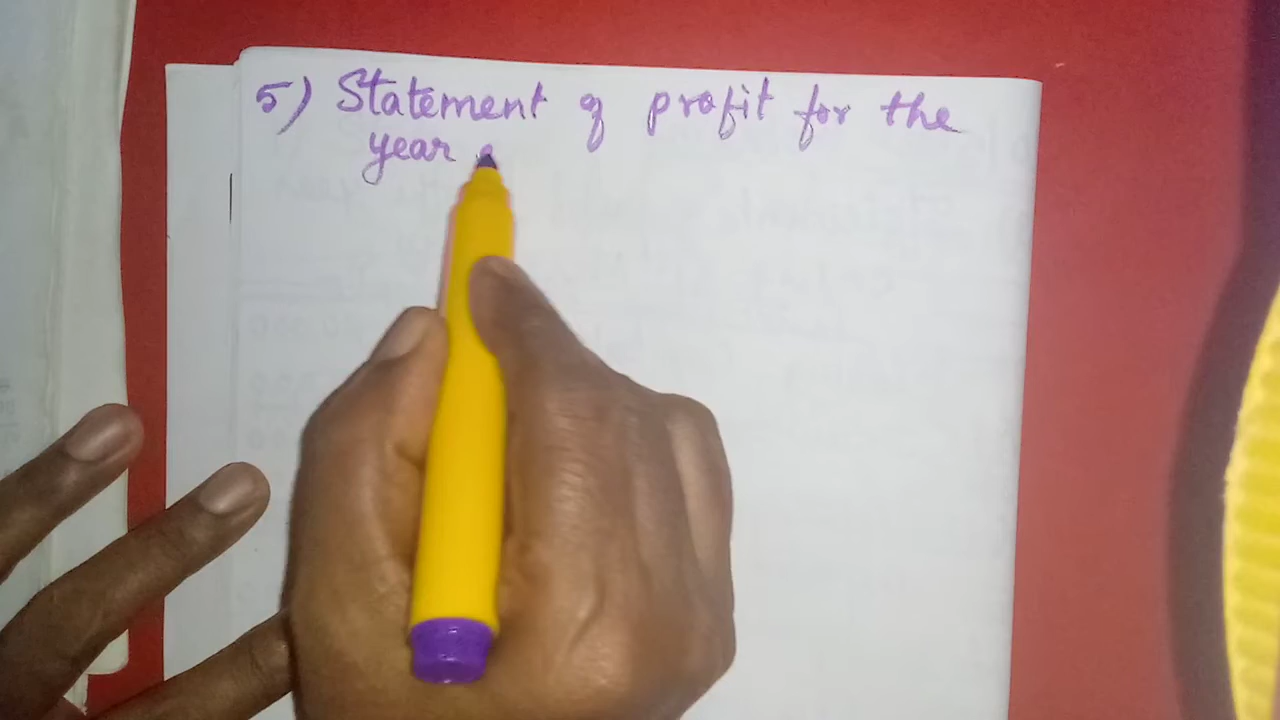 5) Statement of profit for the
year